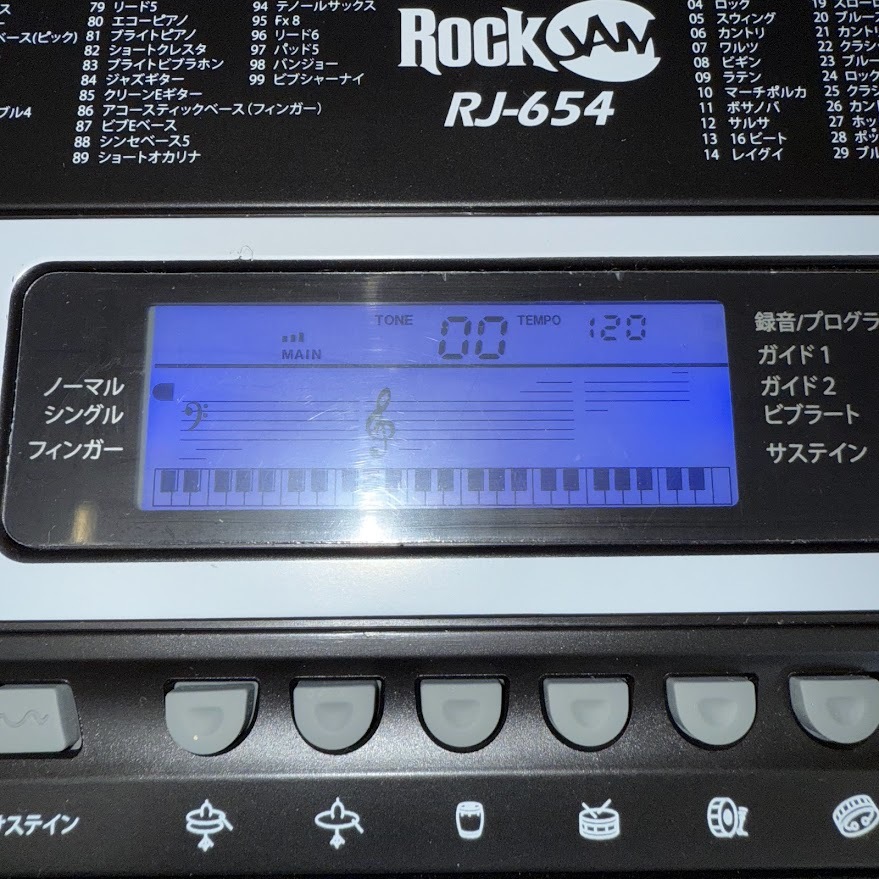 79 リード5
80 エコーピアノ
ベース(ピック)
81 ブライトピアノ
82 ショートクレスタ
83 ブライトビブラホン
84 ジャズギター
85 クリーンEギター
ブル4
86 アコースティックベース(フィンガー)
87 ビブEベース
88 シンセベース5
89 ショートオカリナ
94 テノールサックス
95 Fx 8
96 リード6
97 パッド5
98 バンジョー
99 ビブシャーナイ
ROCK JAM
RJ-654
04 ロック
05 スウィング
06 カントリ
07 ワルツ
08 ビギン
09 ラテン
10 マーチポルカ
11 ボサノバ
12 サルサ
13 16ビート
14 レイグイ
19 スロー
20 ブルー
21 カント
22 クラシ
23 ブルー
24 ロック
25 クラシ
26 カン
27 ホッ
28 ポッ
29 ブル
TONE 00 TEMPO 120
MAIN
ノーマル
シングル
フィンガー
録音/プログラ
ガイド1
ガイド2
ビブラート
サステイン
サステイン